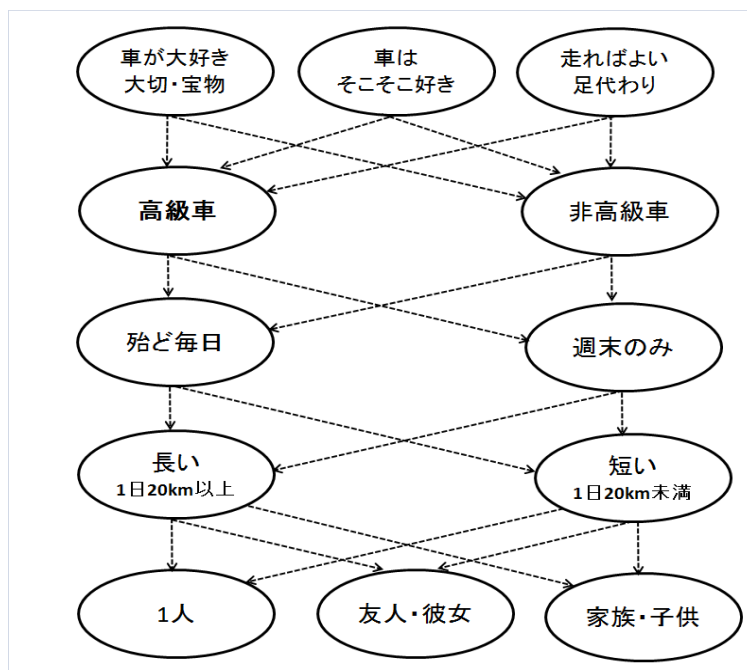 車が大好き
大切・宝物
車は
そこそこ好き
走ればよい
足代わり
高級車
非高級車
殆ど毎日
週末のみ
長い
1日20km以上
短い
1日20km未満
1人
友人・彼女
家族・子供